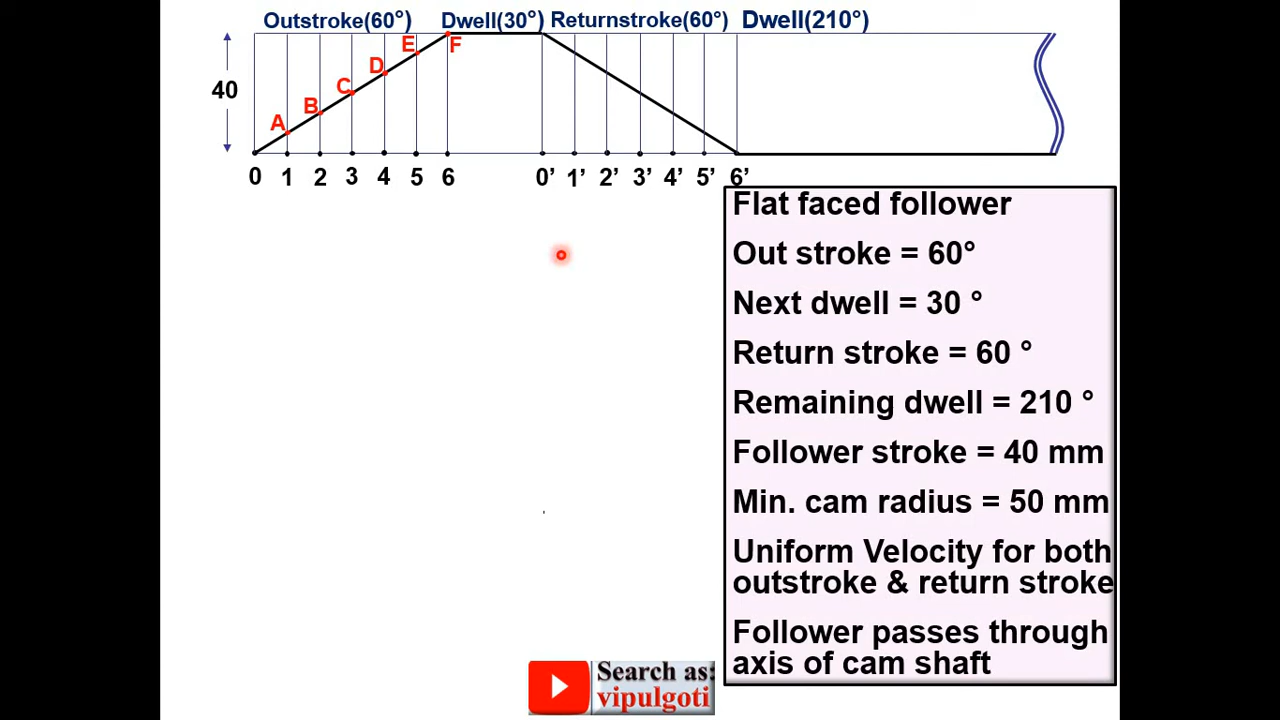 Outstroke(60°) Dwell(30°) Returnstroke(60°) Dwell(210°)
40
A B C D E F
0 1 2 3 4 5 6 0' 1' 2' 3' 4' 5' 6'
Flat faced follower
Out stroke = 60°
Next dwell = 30 °
Return stroke = 60 °
Remaining dwell = 210 °
Follower stroke = 40 mm
Min. cam radius = 50 mm
Uniform Velocity for both
outstroke & return stroke
Follower passes through
axis of cam shaft
Search as:
vipulgoti